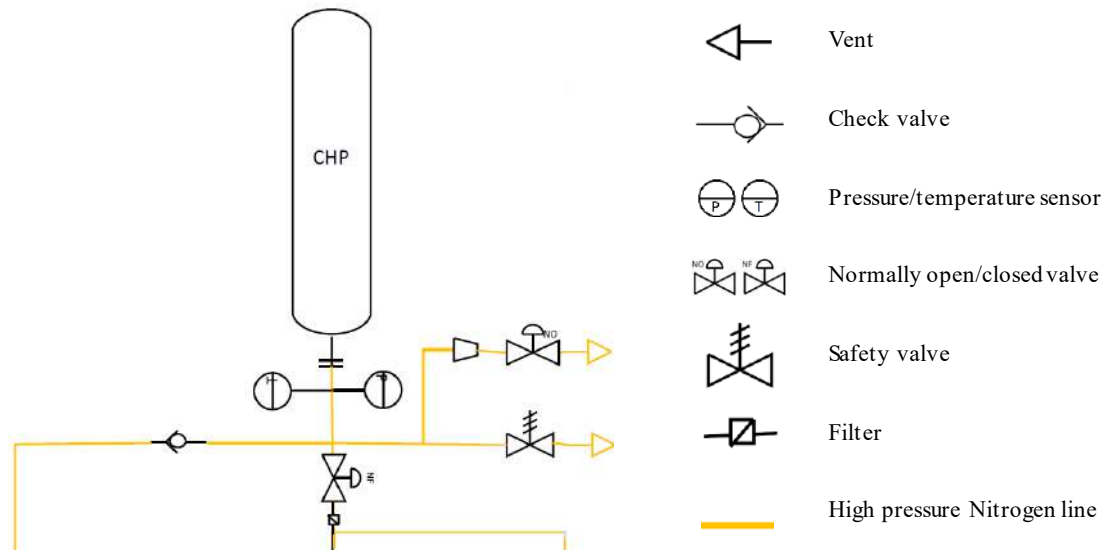 Vent
Check valve
CHP
P T
Pressure/temperature sensor
NO NF
Normally open/closed valve
NO
Safety valve
T P
Filter
NF
High pressure Nitrogen line